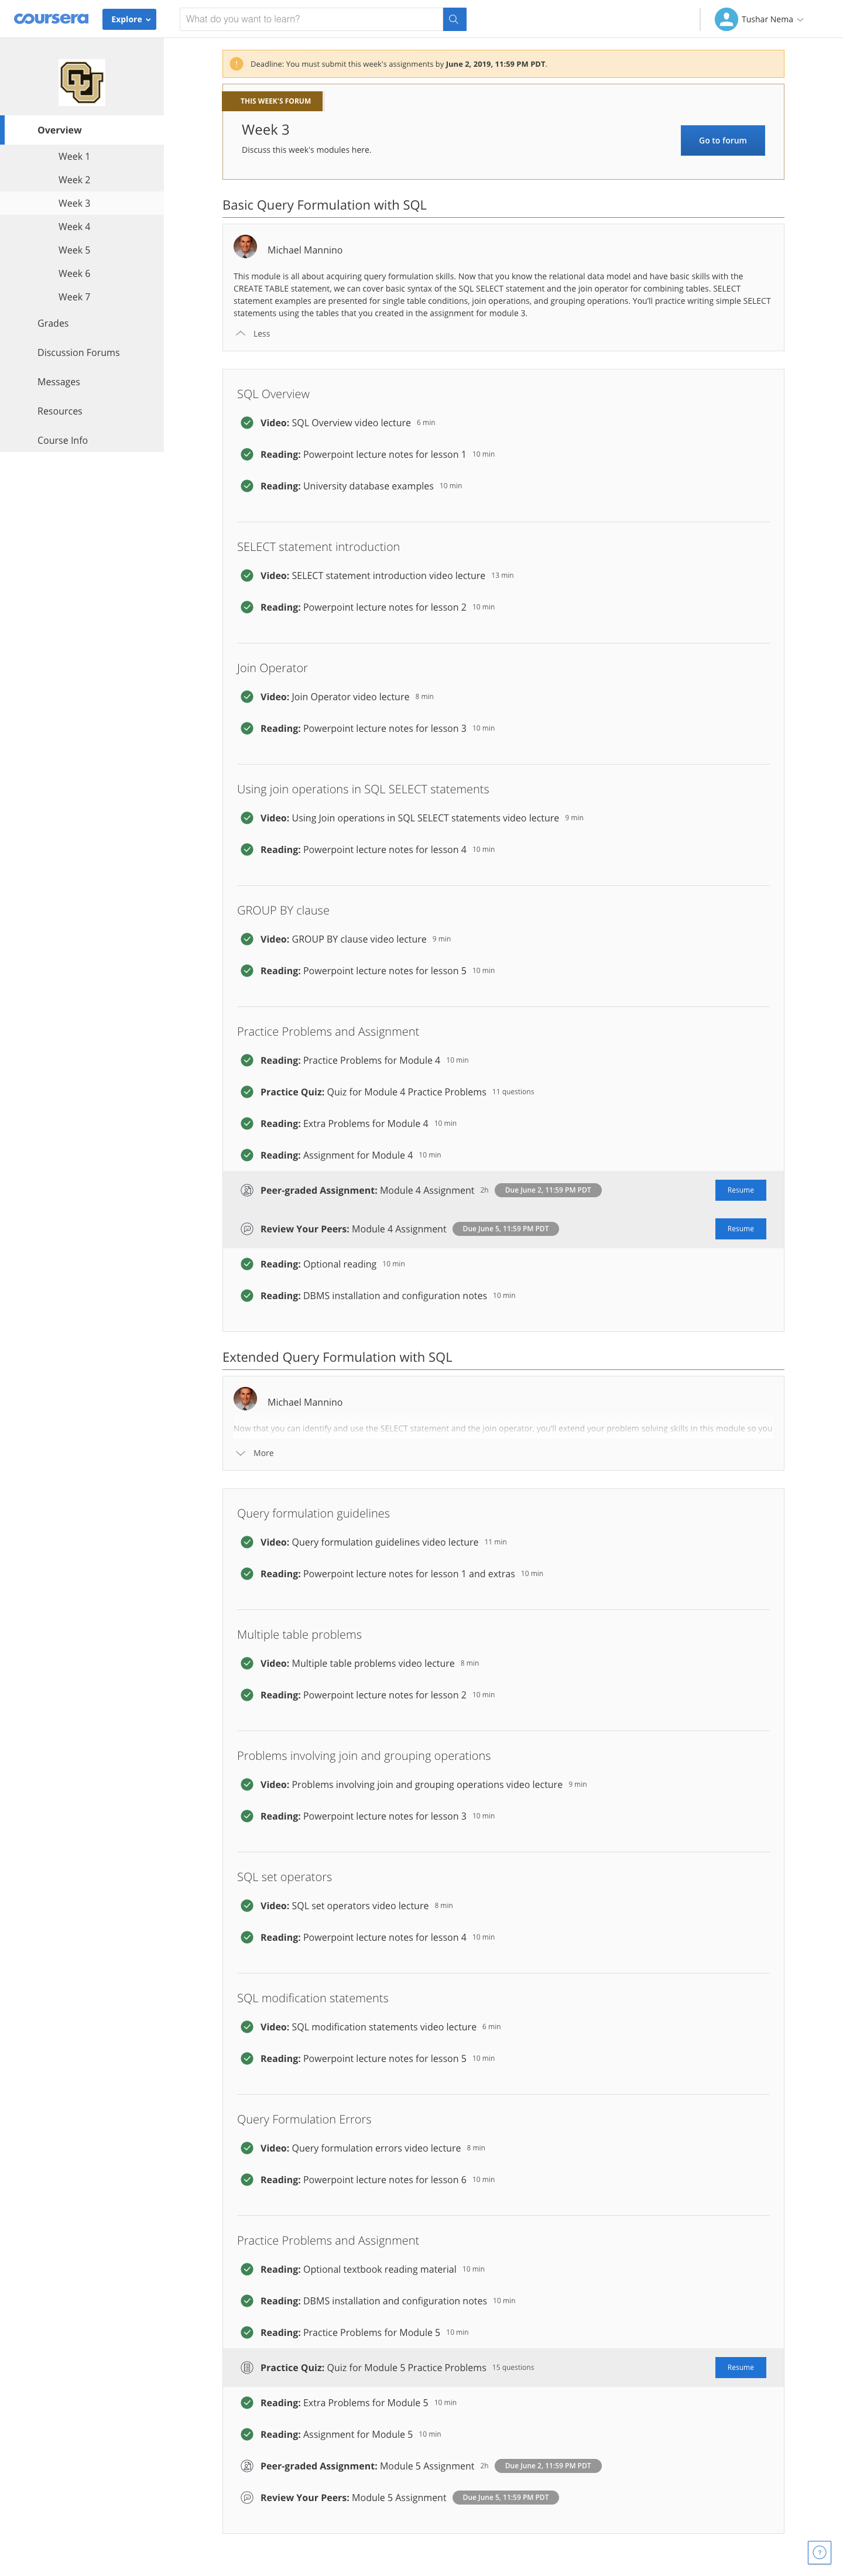 coursera
Explore
What do you want to learn?
Tushar Nema
CU
Overview
Week 1
Week 2
Week 3
Week 4
Week 5
Week 6
Week 7
Grades
Discussion Forums
Messages
Resources
Course Info
! Deadline: You must submit this week's assignments by June 2, 2019, 11:59 PM PDT.
THIS WEEK'S FORUM
Week 3
Discuss this week's modules here.
Go to forum
Basic Query Formulation with SQL
Michael Mannino
This module is all about acquiring query formulation skills. Now that you know the relational data model and have basic skills with the
CREATE TABLE statement, we can cover basic syntax of the SQL SELECT statement and the join operator for combining tables. SELECT
statement examples are presented for single table conditions, join operations, and grouping operations. You'll practice writing simple SELECT
statements using the tables that you created in the assignment for module 3.
Less
SQL Overview
Video: SQL Overview video lecture 6 min
Reading: Powerpoint lecture notes for lesson 1 10 min
Reading: University database examples 10 min
SELECT statement introduction
Video: SELECT statement introduction video lecture 13 min
Reading: Powerpoint lecture notes for lesson 2 10 min
Join Operator
Video: Join Operator video lecture 8 min
Reading: Powerpoint lecture notes for lesson 3 10 min
Using join operations in SQL SELECT statements
Video: Using Join operations in SQL SELECT statements video lecture 9 min
Reading: Powerpoint lecture notes for lesson 4 10 min
GROUP BY clause
Video: GROUP BY clause video lecture 9 min
Reading: Powerpoint lecture notes for lesson 5 10 min
Practice Problems and Assignment
Reading: Practice Problems for Module 4 10 min
Practice Quiz: Quiz for Module 4 Practice Problems 11 questions
Reading: Extra Problems for Module 4 10 min
Reading: Assignment for Module 4 10 min
Peer-graded Assignment: Module 4 Assignment 2h Due June 2, 11:59 PM PDT Resume
Review Your Peers: Module 4 Assignment Due June 5, 11:59 PM PDT Resume
Reading: Optional reading 10 min
Reading: DBMS installation and configuration notes 10 min
Extended Query Formulation with SQL
Michael Mannino
Now that you can identify and use the SELECT statement and the join operator, you'll extend your problem solving skills in this module so you
More
Query formulation guidelines
Video: Query formulation guidelines video lecture 11 min
Reading: Powerpoint lecture notes for lesson 1 and extras 10 min
Multiple table problems
Video: Multiple table problems video lecture 8 min
Reading: Powerpoint lecture notes for lesson 2 10 min
Problems involving join and grouping operations
Video: Problems involving join and grouping operations video lecture 9 min
Reading: Powerpoint lecture notes for lesson 3 10 min
SQL set operators
Video: SQL set operators video lecture 8 min
Reading: Powerpoint lecture notes for lesson 4 10 min
SQL modification statements
Video: SQL modification statements video lecture 6 min
Reading: Powerpoint lecture notes for lesson 5 10 min
Query Formulation Errors
Video: Query formulation errors video lecture 8 min
Reading: Powerpoint lecture notes for lesson 6 10 min
Practice Problems and Assignment
Reading: Optional textbook reading material 10 min
Reading: DBMS installation and configuration notes 10 min
Reading: Practice Problems for Module 5 10 min
Practice Quiz: Quiz for Module 5 Practice Problems 15 questions Resume
Reading: Extra Problems for Module 5 10 min
Reading: Assignment for Module 5 10 min
Peer-graded Assignment: Module 5 Assignment 2h Due June 2, 11:59 PM PDT
Review Your Peers: Module 5 Assignment Due June 5, 11:59 PM PDT
?